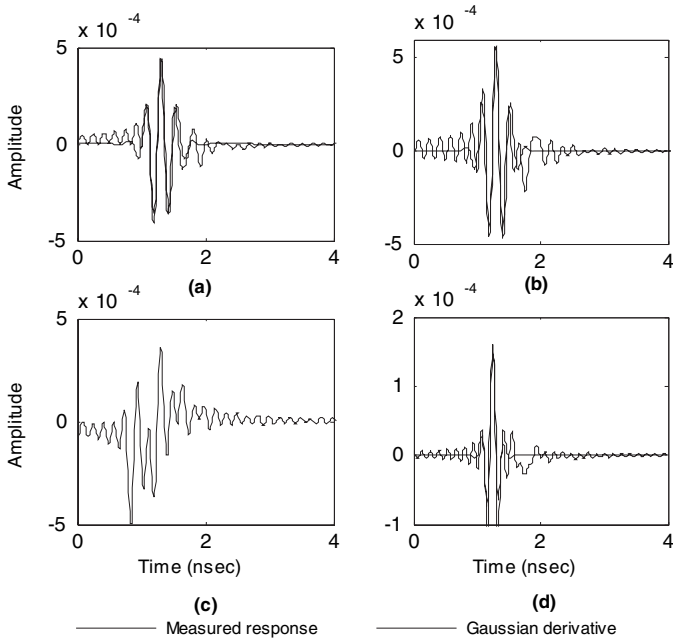 x 10 -4
5
0
-5
Amplitude
0 2 4
(a)
x 10 -4
5
0
-5
0 2 4
(b)
x 10 -4
5
0
-5
Amplitude
0 2 4
Time (nsec)
(c)
x 10 -4
2
1
0
-1
0 2 4
Time (nsec)
(d)
Measured response Gaussian derivative